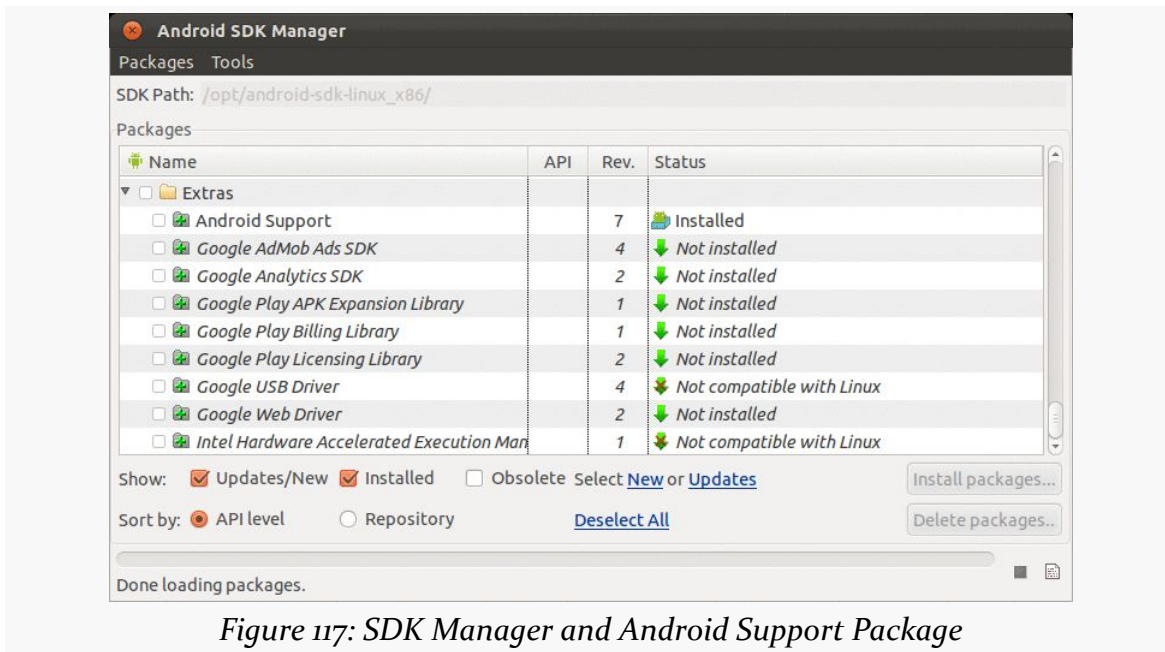 Android SDK Manager
Packages Tools
SDK Path: /opt/android-sdk-linux_x86/
Packages
Name API Rev. Status
Extras
Android Support 7 Installed
Google AdMob Ads SDK 4 Not installed
Google Analytics SDK 2 Not installed
Google Play APK Expansion Library 1 Not installed
Google Play Billing Library 1 Not installed
Google Play Licensing Library 2 Not installed
Google USB Driver 4 Not compatible with Linux
Google Web Driver 2 Not installed
Intel Hardware Accelerated Execution Man 1 Not compatible with Linux
Show: Updates/New Installed Obsolete Select New or Updates Install packages...
Sort by: API level Repository Deselect All Delete packages..
Done loading packages.
Figure 117: SDK Manager and Android Support Package